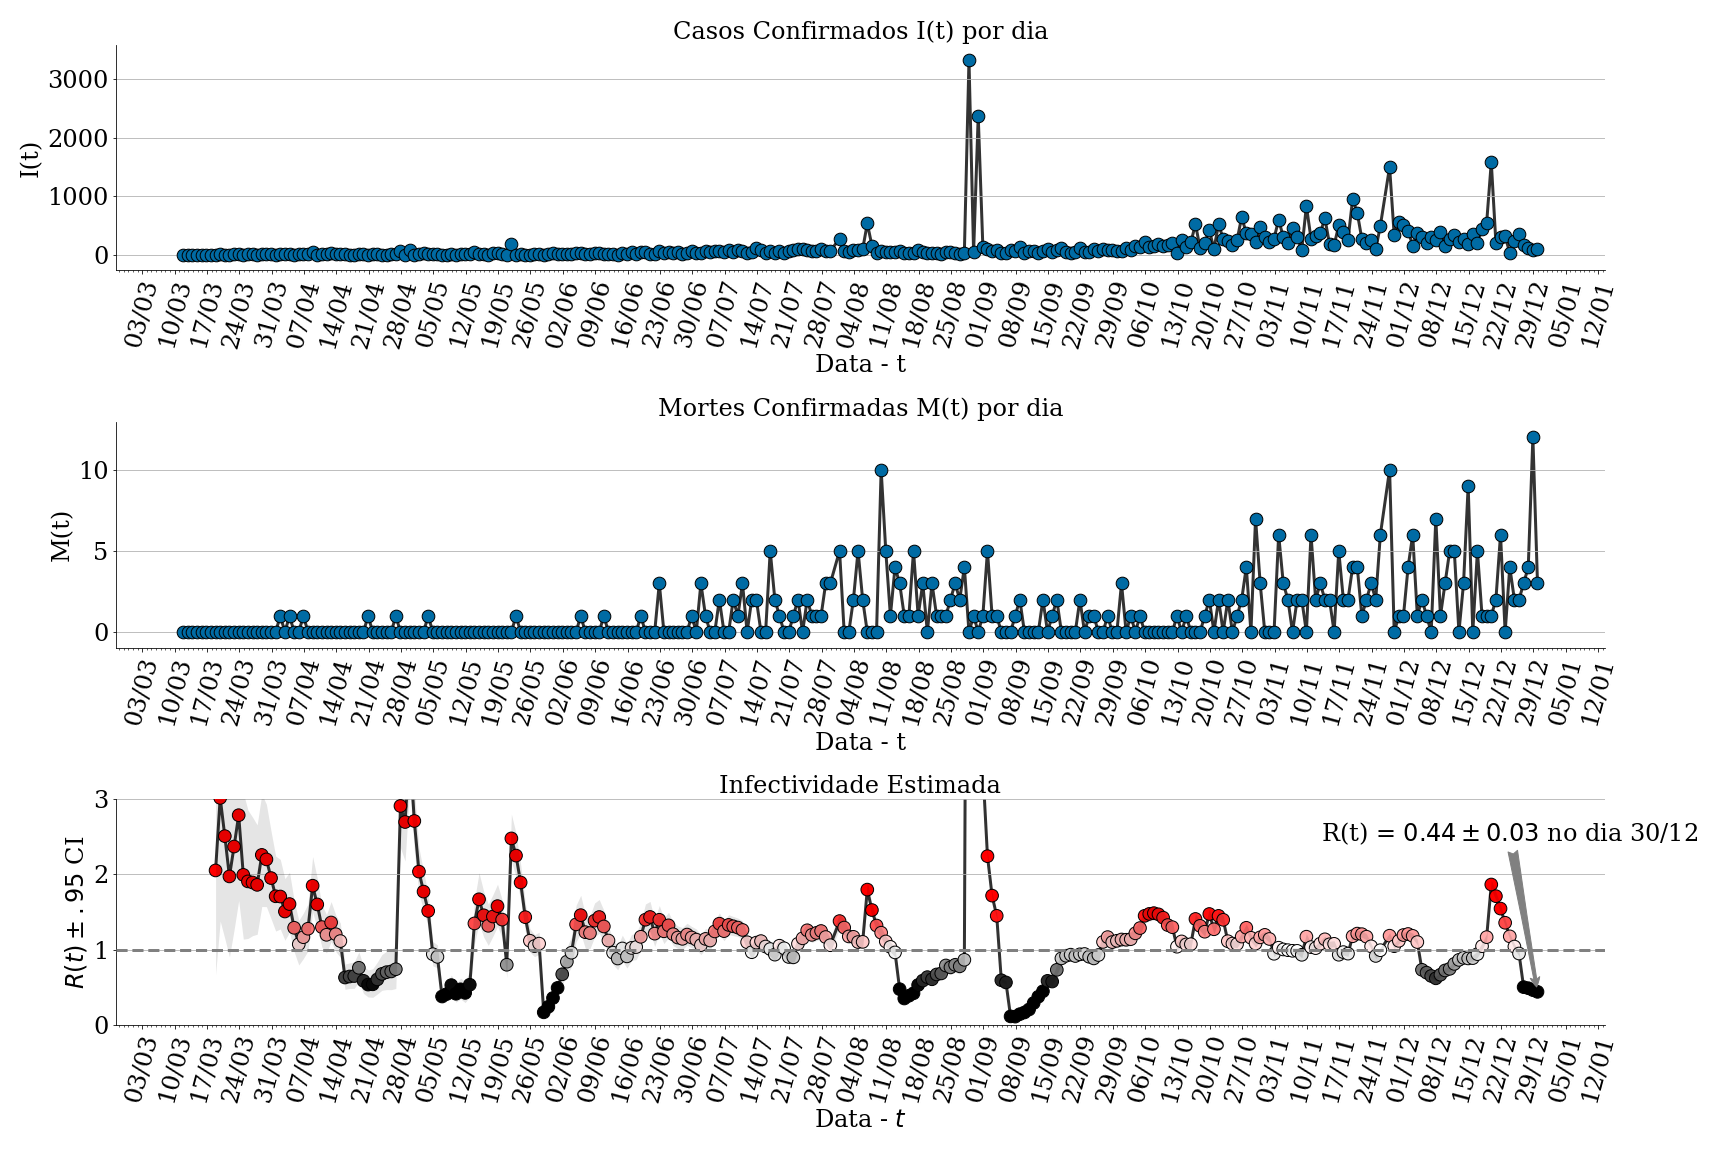 Casos Confirmados I(t) por dia
3000
2000
1000
0
I(t)
03/03 10/03 17/03 24/03 31/03 07/04 14/04 21/04 28/04 05/05 12/05 19/05 26/05 02/06 09/06 16/06 23/06 30/06 07/07 14/07 21/07 28/07 04/08 11/08 18/08 25/08 01/09 08/09 15/09 22/09 29/09 06/10 13/10 20/10 27/10 03/11 10/11 17/11 24/11 01/12 08/12 15/12 22/12 29/12 05/01 12/01
Data - t
Mortes Confirmadas M(t) por dia
10
5
0
M(t)
03/03 10/03 17/03 24/03 31/03 07/04 14/04 21/04 28/04 05/05 12/05 19/05 26/05 02/06 09/06 16/06 23/06 30/06 07/07 14/07 21/07 28/07 04/08 11/08 18/08 25/08 01/09 08/09 15/09 22/09 29/09 06/10 13/10 20/10 27/10 03/11 10/11 17/11 24/11 01/12 08/12 15/12 22/12 29/12 05/01 12/01
Data - t
Infectividade Estimada
3
2
1
0
R(t) ± .95 CI
R(t) = 0.44 ± 0.03 no dia 30/12
03/03 10/03 17/03 24/03 31/03 07/04 14/04 21/04 28/04 05/05 12/05 19/05 26/05 02/06 09/06 16/06 23/06 30/06 07/07 14/07 21/07 28/07 04/08 11/08 18/08 25/08 01/09 08/09 15/09 22/09 29/09 06/10 13/10 20/10 27/10 03/11 10/11 17/11 24/11 01/12 08/12 15/12 22/12 29/12 05/01 12/01
Data - t